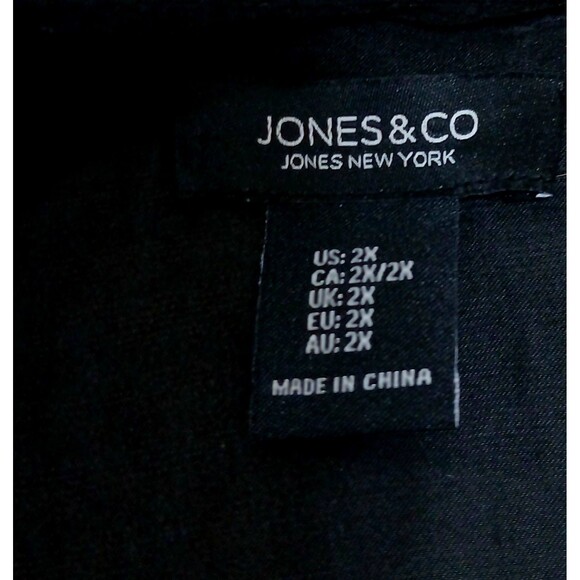 JONES & CO
JONES NEW YORK
US: 2X
CA: 2X/2X
UK: 2X
EU: 2X
AU: 2X
MADE IN CHINA